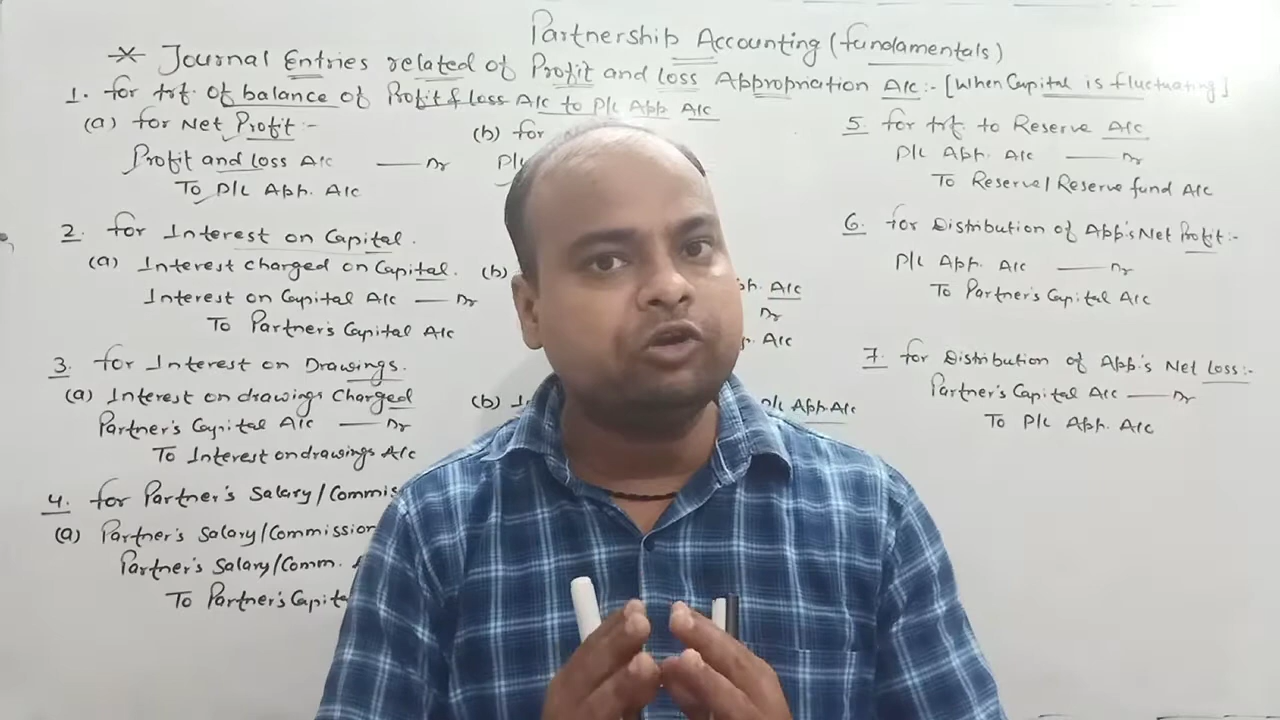 Partnership Accounting (fundamentals)
* Journal Entries related of Profit and loss Appropriation A/c :- [When Capital is fluctuating]
1. for trf. of balance of Profit & loss A/c to P/L App A/c
(a) for Net Profit :-
Profit and loss A/c —— Dr
To P/L App. A/c
(b) for
P/L
2. for Interest on Capital.
(a) Interest charged on Capital.
Interest on Capital A/c —— Dr
To Partner's Capital A/c
(b)
A/c
Dr
A/c
3. for Interest on Drawings.
(a) Interest on drawings charged
Partner's Capital A/c —— Dr
To Interest on drawings A/c
(b)
P/L App. A/c
4. for Partner's Salary/Commis
(a) Partner's Salary/Commission
Partner's Salary/Comm.
To Partner's Capita
5. for trf. to Reserve A/c
P/L App. A/c —— Dr
To Reserve/Reserve fund A/c
6. for Distribution of App's Net Profit :-
P/L App. A/c —— Dr
To Partner's Capital A/c
7. for Distribution of App's Net Loss :-
Partner's Capital A/c —— Dr
To P/L App. A/c